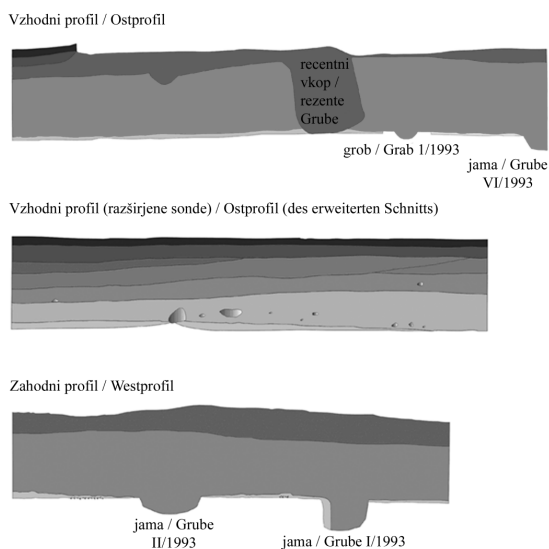 Vzhodni profil / Ostprofil
recentni
vkop /
rezente
Grube
grob / Grab 1/1993
jama / Grube
VI/1993
Vzhodni profil (razširjene sonde) / Ostprofil (des erweiterten Schnitts)
Zahodni profil / Westprofil
jama / Grube
II/1993
jama / Grube I/1993